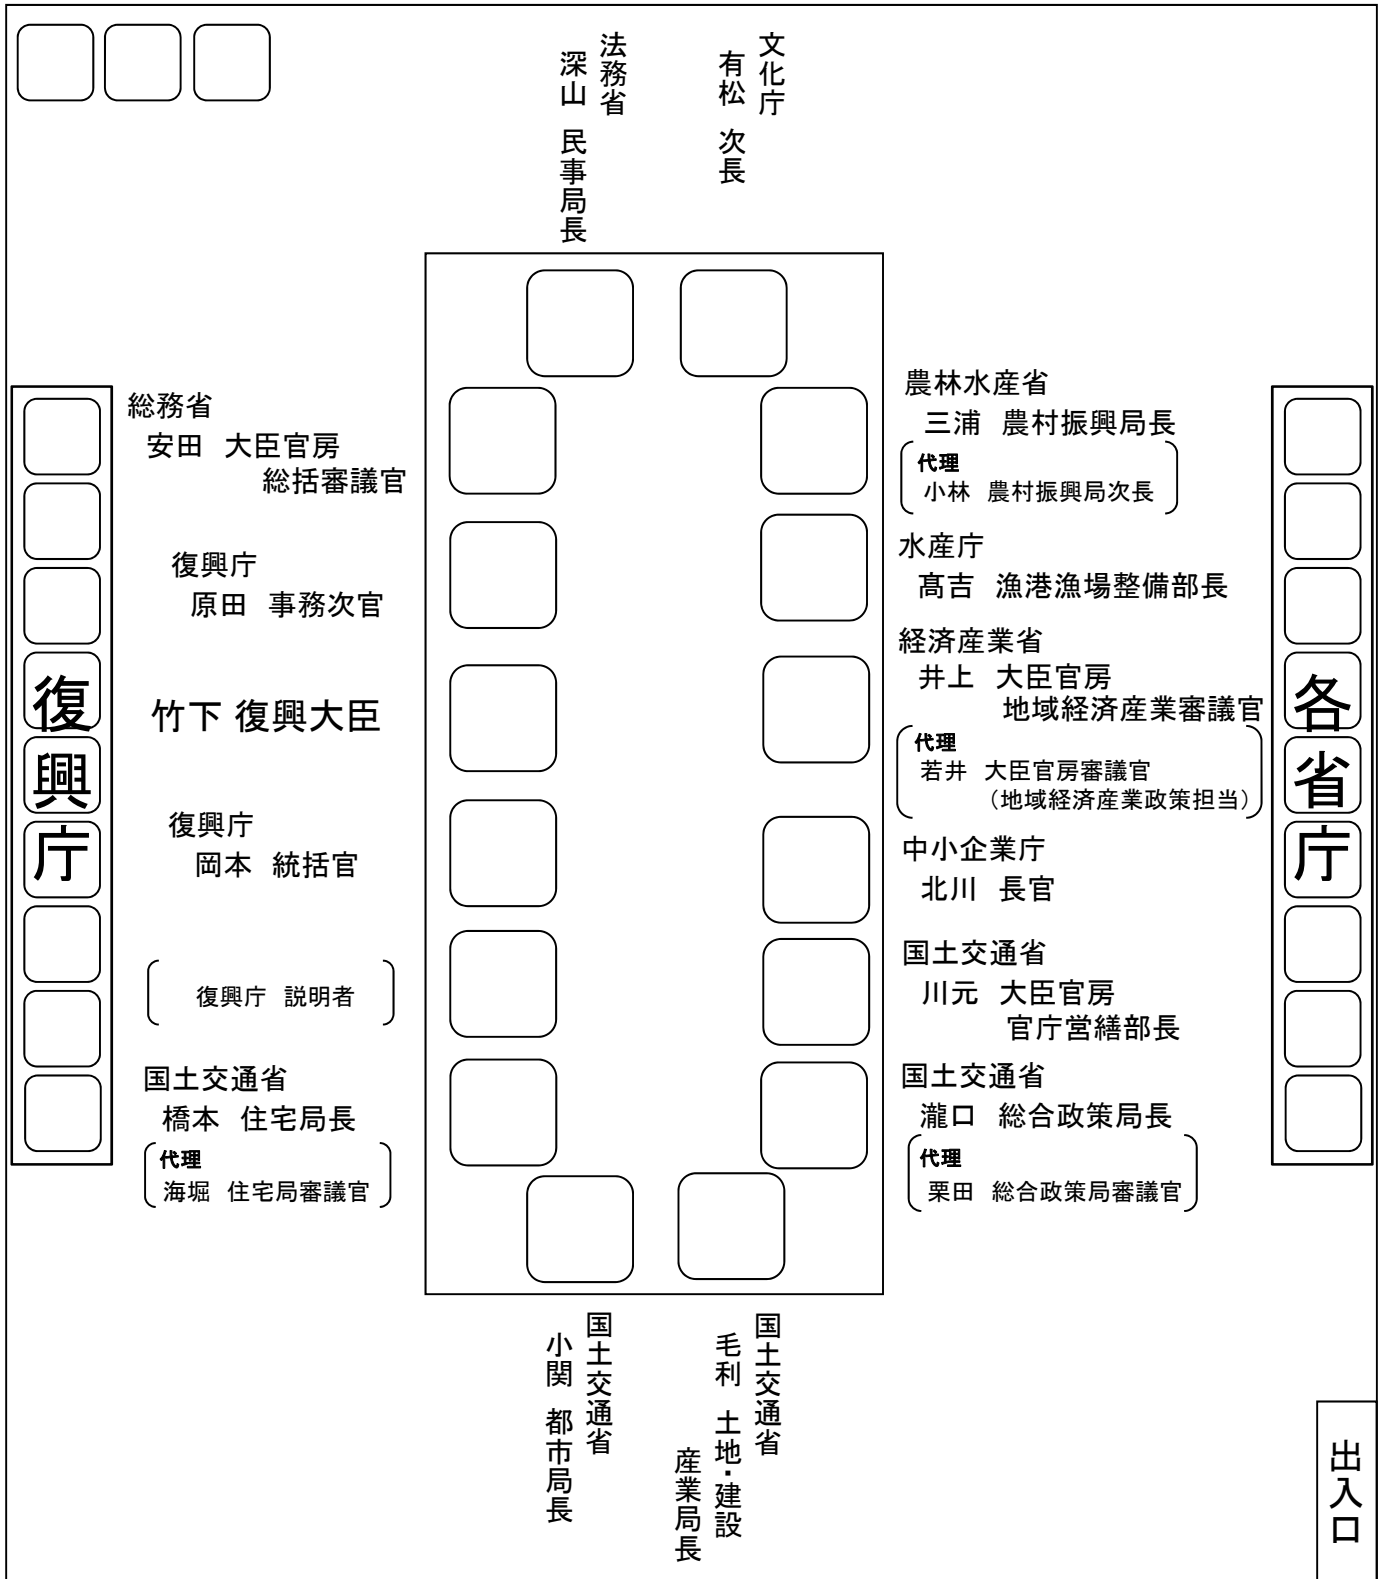 法務省
深山 民事局長
文化庁
有松 次長
総務省
安田 大臣官房
総括審議官
復興庁
原田 事務次官
竹下 復興大臣
復興庁
岡本 統括官
復興庁 説明者
国土交通省
橋本 住宅局長
代理
海堀 住宅局審議官
農林水産省
三浦 農村振興局長
代理
小林 農村振興局次長
水産庁
髙吉 漁港漁場整備部長
経済産業省
井上 大臣官房
地域経済産業審議官
代理
若井 大臣官房審議官
（地域経済産業政策担当）
中小企業庁
北川 長官
国土交通省
川元 大臣官房
官庁営繕部長
国土交通省
瀧口 総合政策局長
代理
栗田 総合政策局審議官
復興庁
各省庁
国土交通省
小関 都市局長
国土交通省
毛利 土地・建設
産業局長
出入口